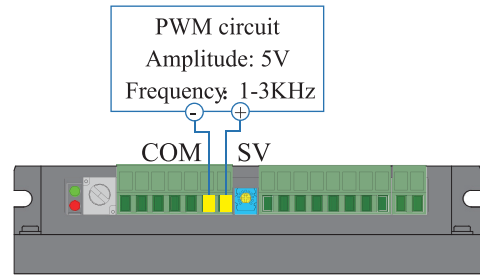 PWM circuit
Amplitude: 5V
Frequency: 1-3KHz
- +
COM SV